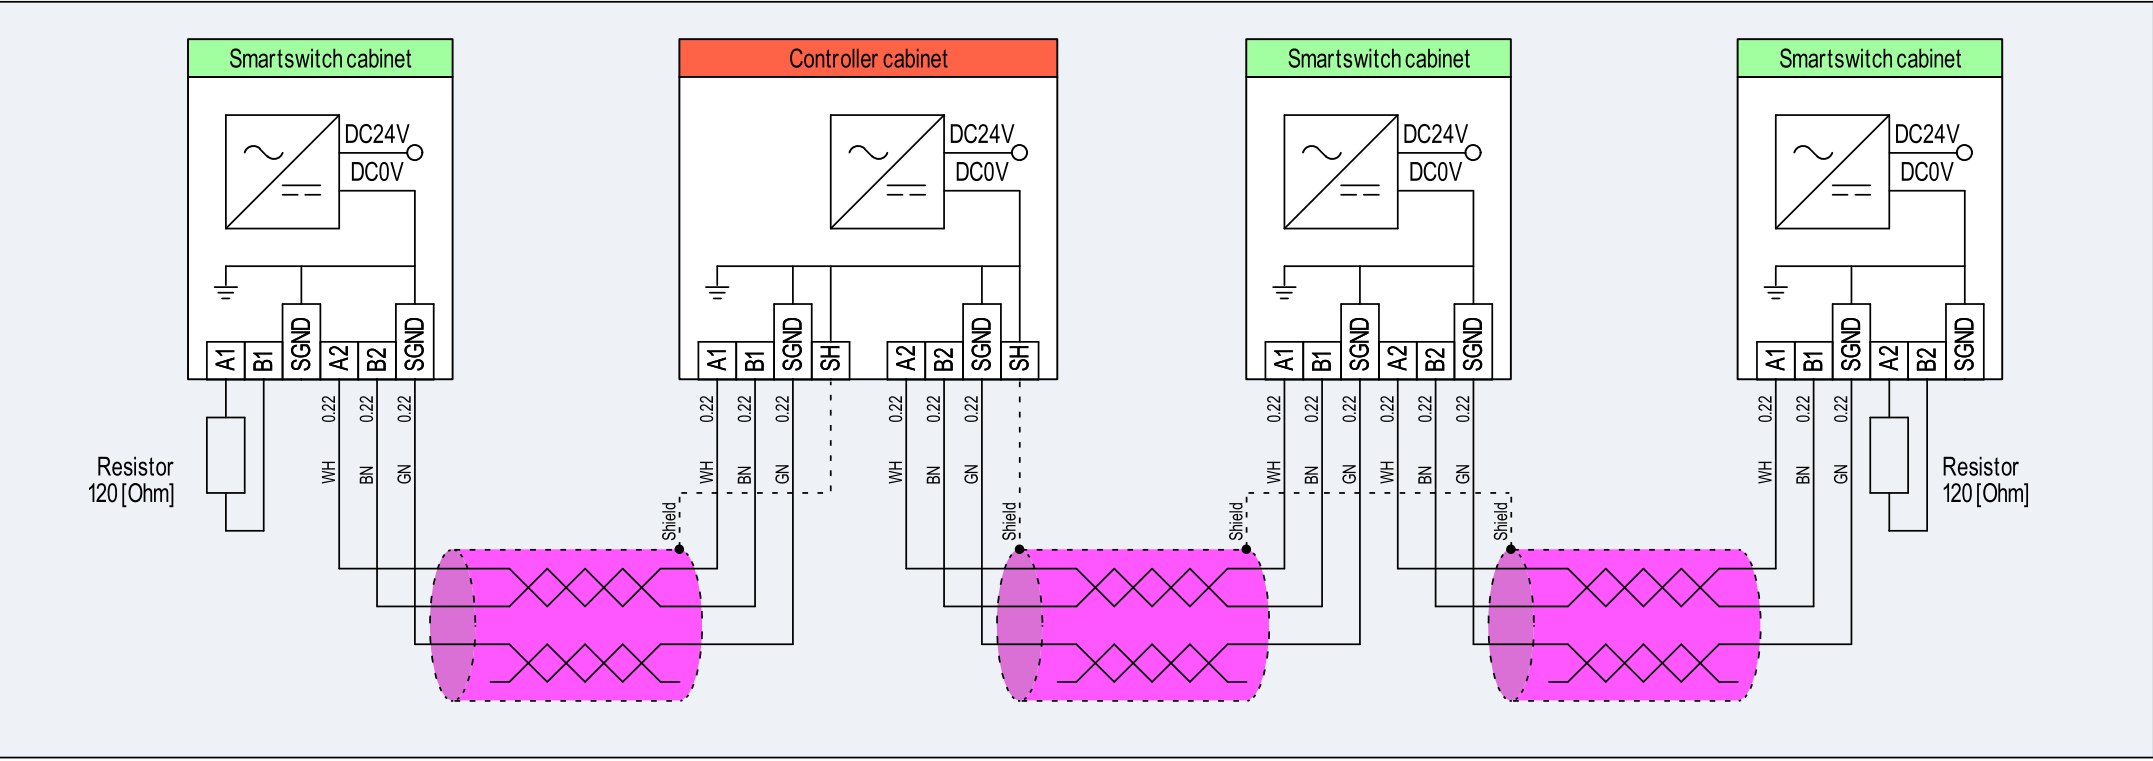 Smartswitch cabinet
Controller cabinet
Smartswitch cabinet
Smartswitch cabinet
DC24V
DC0V
DC24V
DC0V
DC24V
DC0V
DC24V
DC0V
A1 B1 SGND A2 B2 SGND
A1 B1 SGND SH A2 B2 SGND SH
A1 B1 SGND A2 B2 SGND
A1 B1 SGND A2 B2 SGND
0.22 0.22 0.22
0.22 0.22 0.22 0.22 0.22 0.22
0.22 0.22 0.22 0.22 0.22 0.22
0.22 0.22 0.22
Resistor
120 [Ohm]
WH BN GN
WH BN GN WH BN GN
WH BN GN WH BN GN
WH BN GN
Resistor
120 [Ohm]
Shield
Shield
Shield
Shield